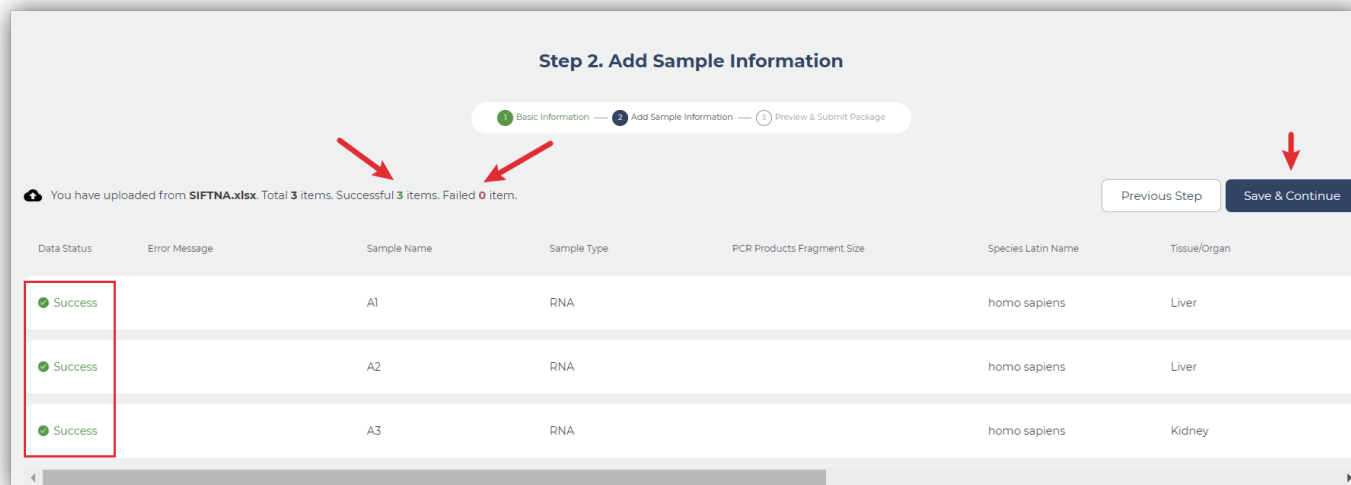 Step 2. Add Sample Information
1 Basic Information 2 Add Sample Information 3 Preview & Submit Package
You have uploaded from SIFTNA.xlsx. Total 3 items. Successful 3 items. Failed 0 item.
Previous Step Save & Continue
Data Status Error Message Sample Name Sample Type PCR Products Fragment Size Species Latin Name Tissue/Organ
Success A1 RNA homo sapiens Liver
Success A2 RNA homo sapiens Liver
Success A3 RNA homo sapiens Kidney